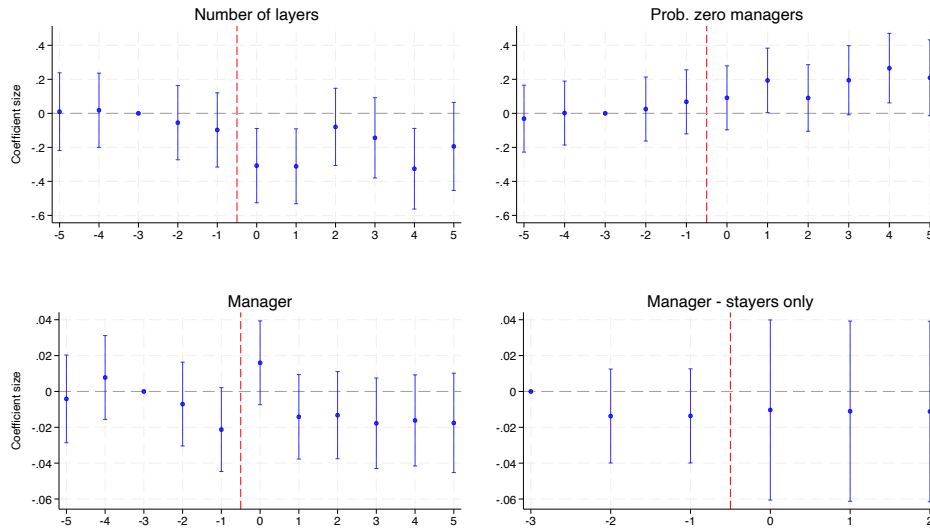 Number of layers
Coefficient size
.4
.2
0
-.2
-.4
-.6
-5 -4 -3 -2 -1 0 1 2 3 4 5
Prob. zero managers
.4
.2
0
-.2
-.4
-.6
-5 -4 -3 -2 -1 0 1 2 3 4 5
Manager
Coefficient size
.04
.02
0
-.02
-.04
-.06
-5 -4 -3 -2 -1 0 1 2 3 4 5
Manager - stayers only
.04
.02
0
-.02
-.04
-.06
-3 -2 -1 0 1 2